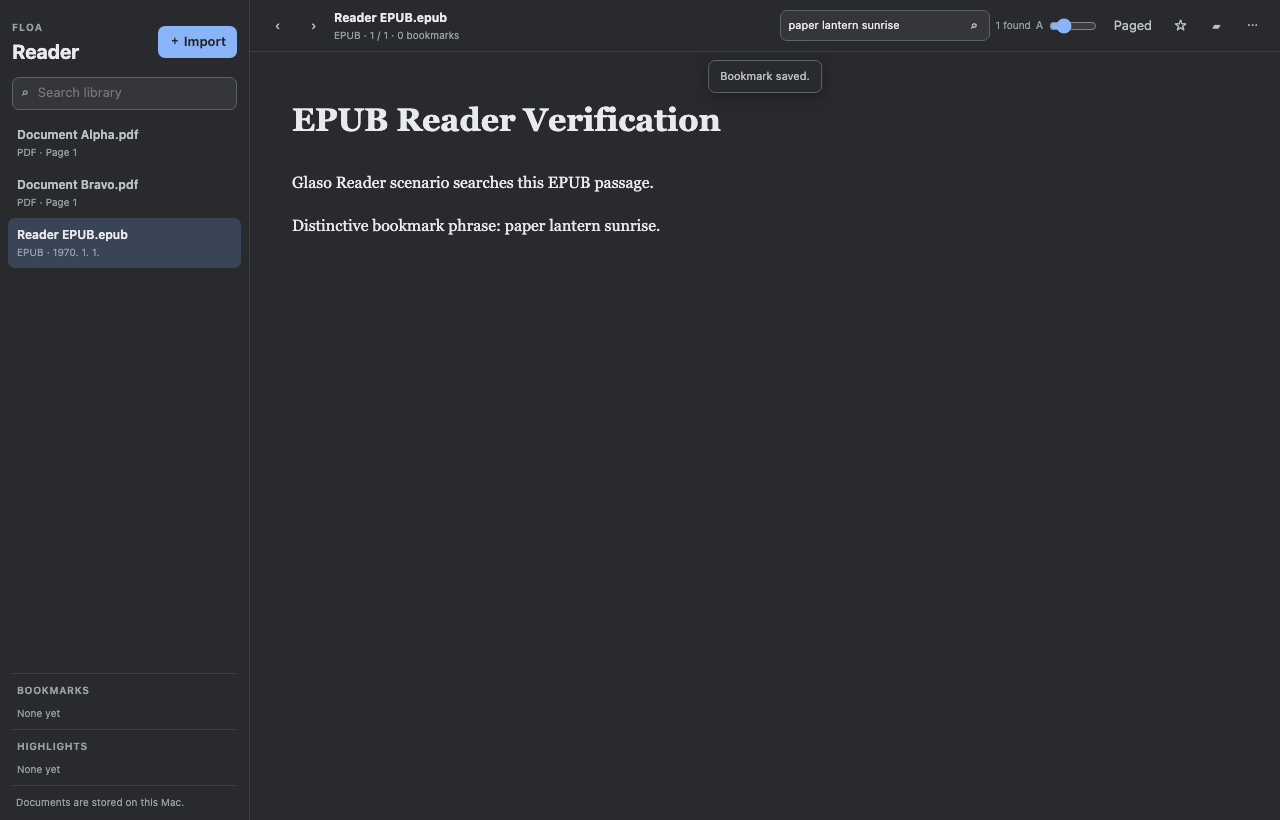 FLOA
Reader
+ Import
Search library
Document Alpha.pdf
PDF · Page 1
Document Bravo.pdf
PDF · Page 1
Reader EPUB.epub
EPUB · 1970. 1. 1.
BOOKMARKS
None yet
HIGHLIGHTS
None yet
Documents are stored on this Mac.
‹ › Reader EPUB.epub
EPUB · 1 / 1 · 0 bookmarks
paper lantern sunrise
1 found A
Paged
Bookmark saved.
EPUB Reader Verification
Glaso Reader scenario searches this EPUB passage.
Distinctive bookmark phrase: paper lantern sunrise.